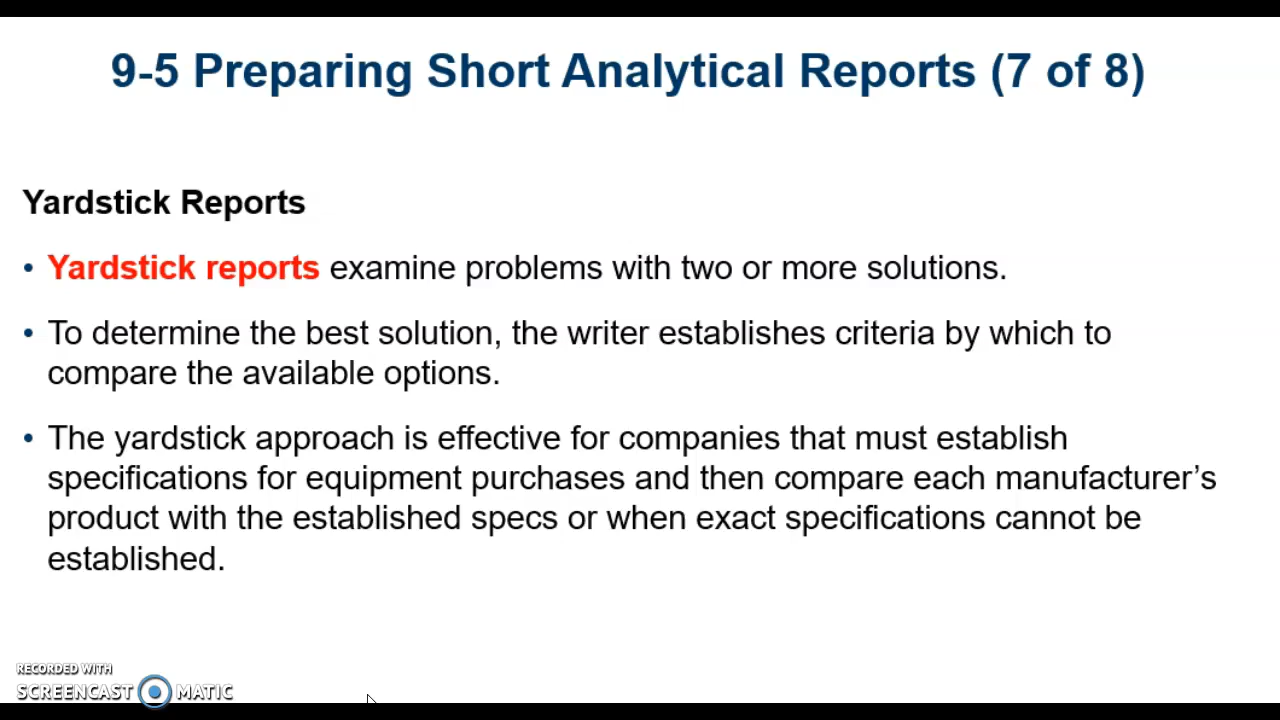 9-5 Preparing Short Analytical Reports (7 of 8)
Yardstick Reports
• Yardstick reports examine problems with two or more solutions.
• To determine the best solution, the writer establishes criteria by which to
compare the available options.
• The yardstick approach is effective for companies that must establish
specifications for equipment purchases and then compare each manufacturer’s
product with the established specs or when exact specifications cannot be
established.
RECORDED WITH
SCREENCAST MATIC